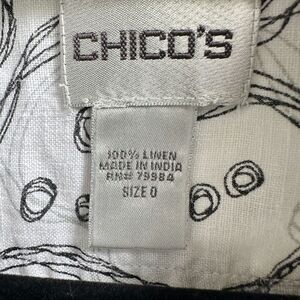 CHICO'S
100% LINEN
MADE IN INDIA
RN# 79984
SIZE 0